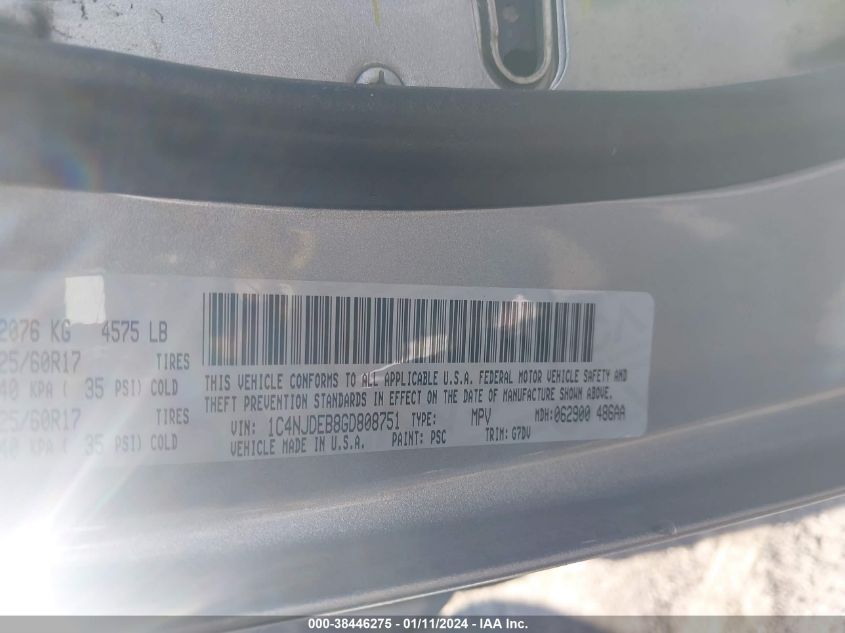 2076 KG 4575 LB
25/60R17 TIRES
40 KPA ( 35 PSI) COLD
25/60R17 TIRES
40 KPA ( 35 PSI) COLD
THIS VEHICLE CONFORMS TO ALL APPLICABLE U.S.A. FEDERAL MOTOR VEHICLE SAFETY AND
THEFT PREVENTION STANDARDS IN EFFECT ON THE DATE OF MANUFACTURE SHOWN ABOVE.
VIN: 1C4NJDEB8GD808751 TYPE: MPV MDH: 062900 486AA
VEHICLE MADE IN U.S.A. PAINT: PSC TRIM: G7DV
000-38446275 - 01/11/2024 - IAA Inc.